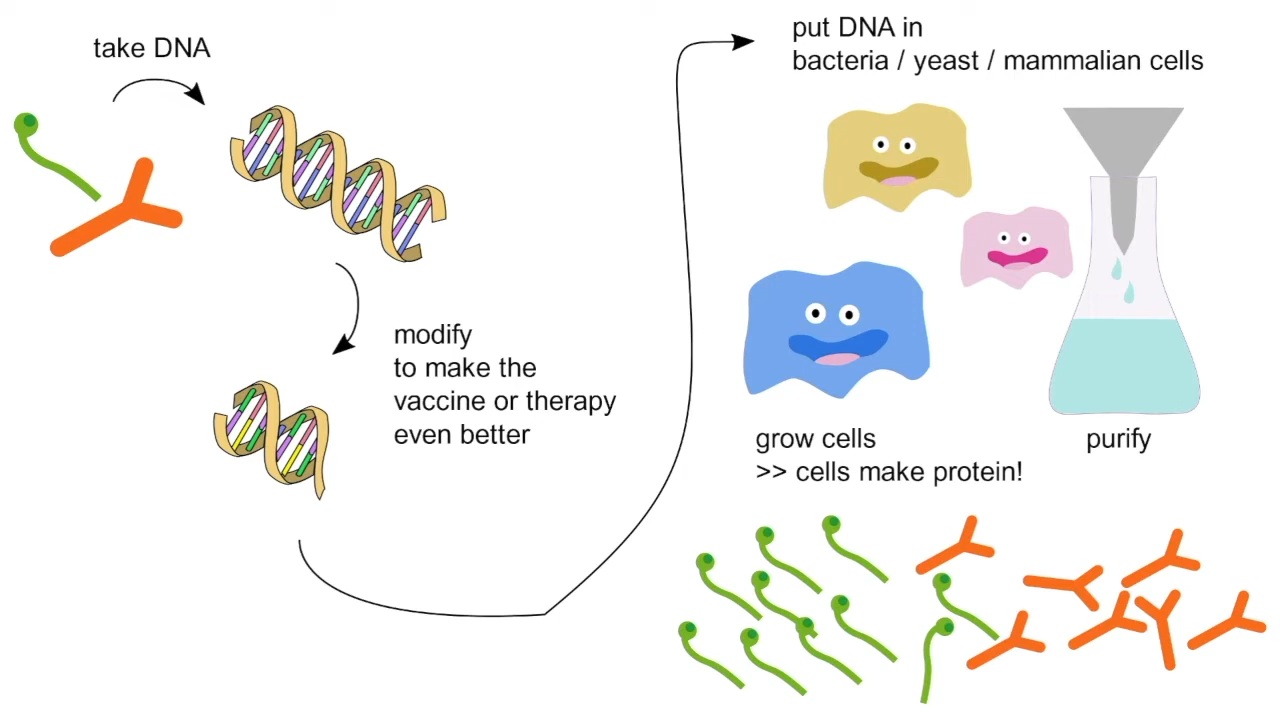 take DNA
modify
to make the
vaccine or therapy
even better
put DNA in
bacteria / yeast / mammalian cells
grow cells
>> cells make protein!
purify